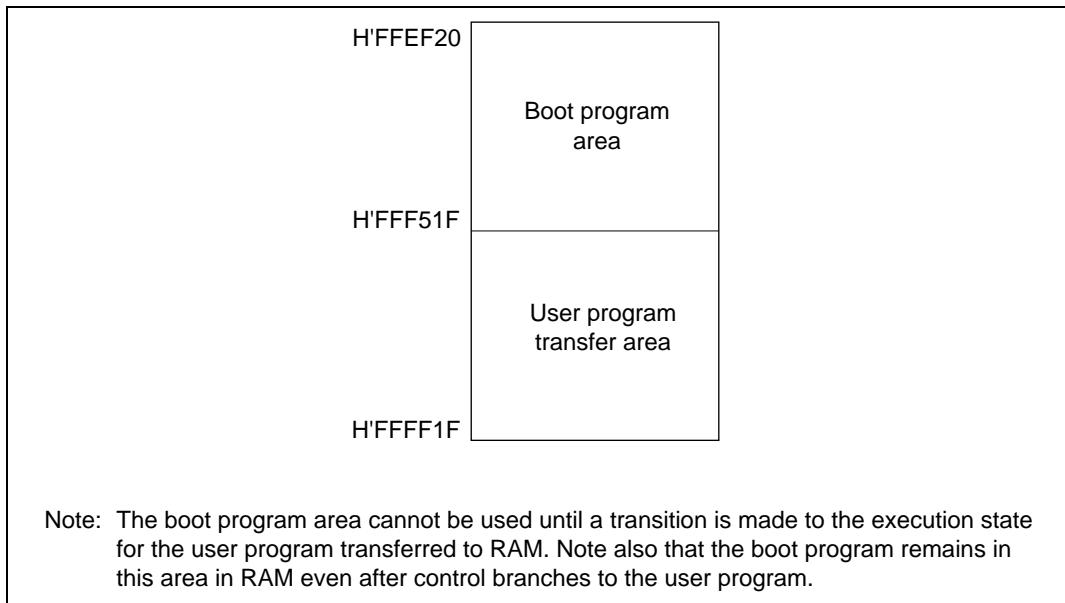 H'FFEF20
Boot program
area
H'FFF51F
User program
transfer area
H'FFFF1F
Note: The boot program area cannot be used until a transition is made to the execution state
for the user program transferred to RAM. Note also that the boot program remains in
this area in RAM even after control branches to the user program.